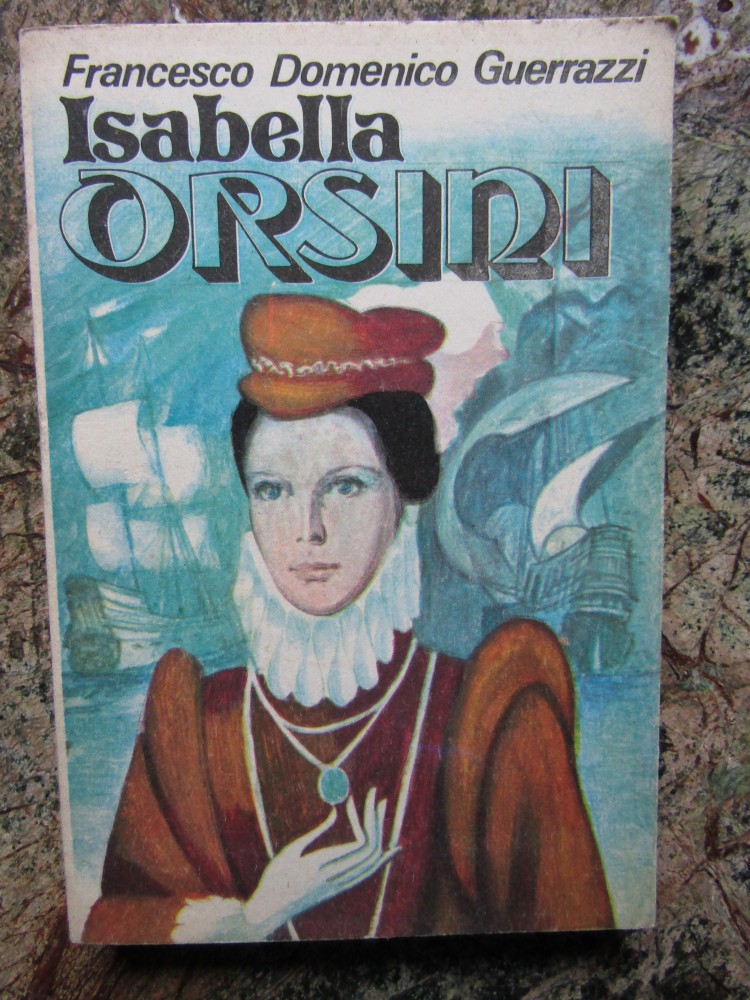 Francesco Domenico Guerrazzi
Isabella
ORSINI